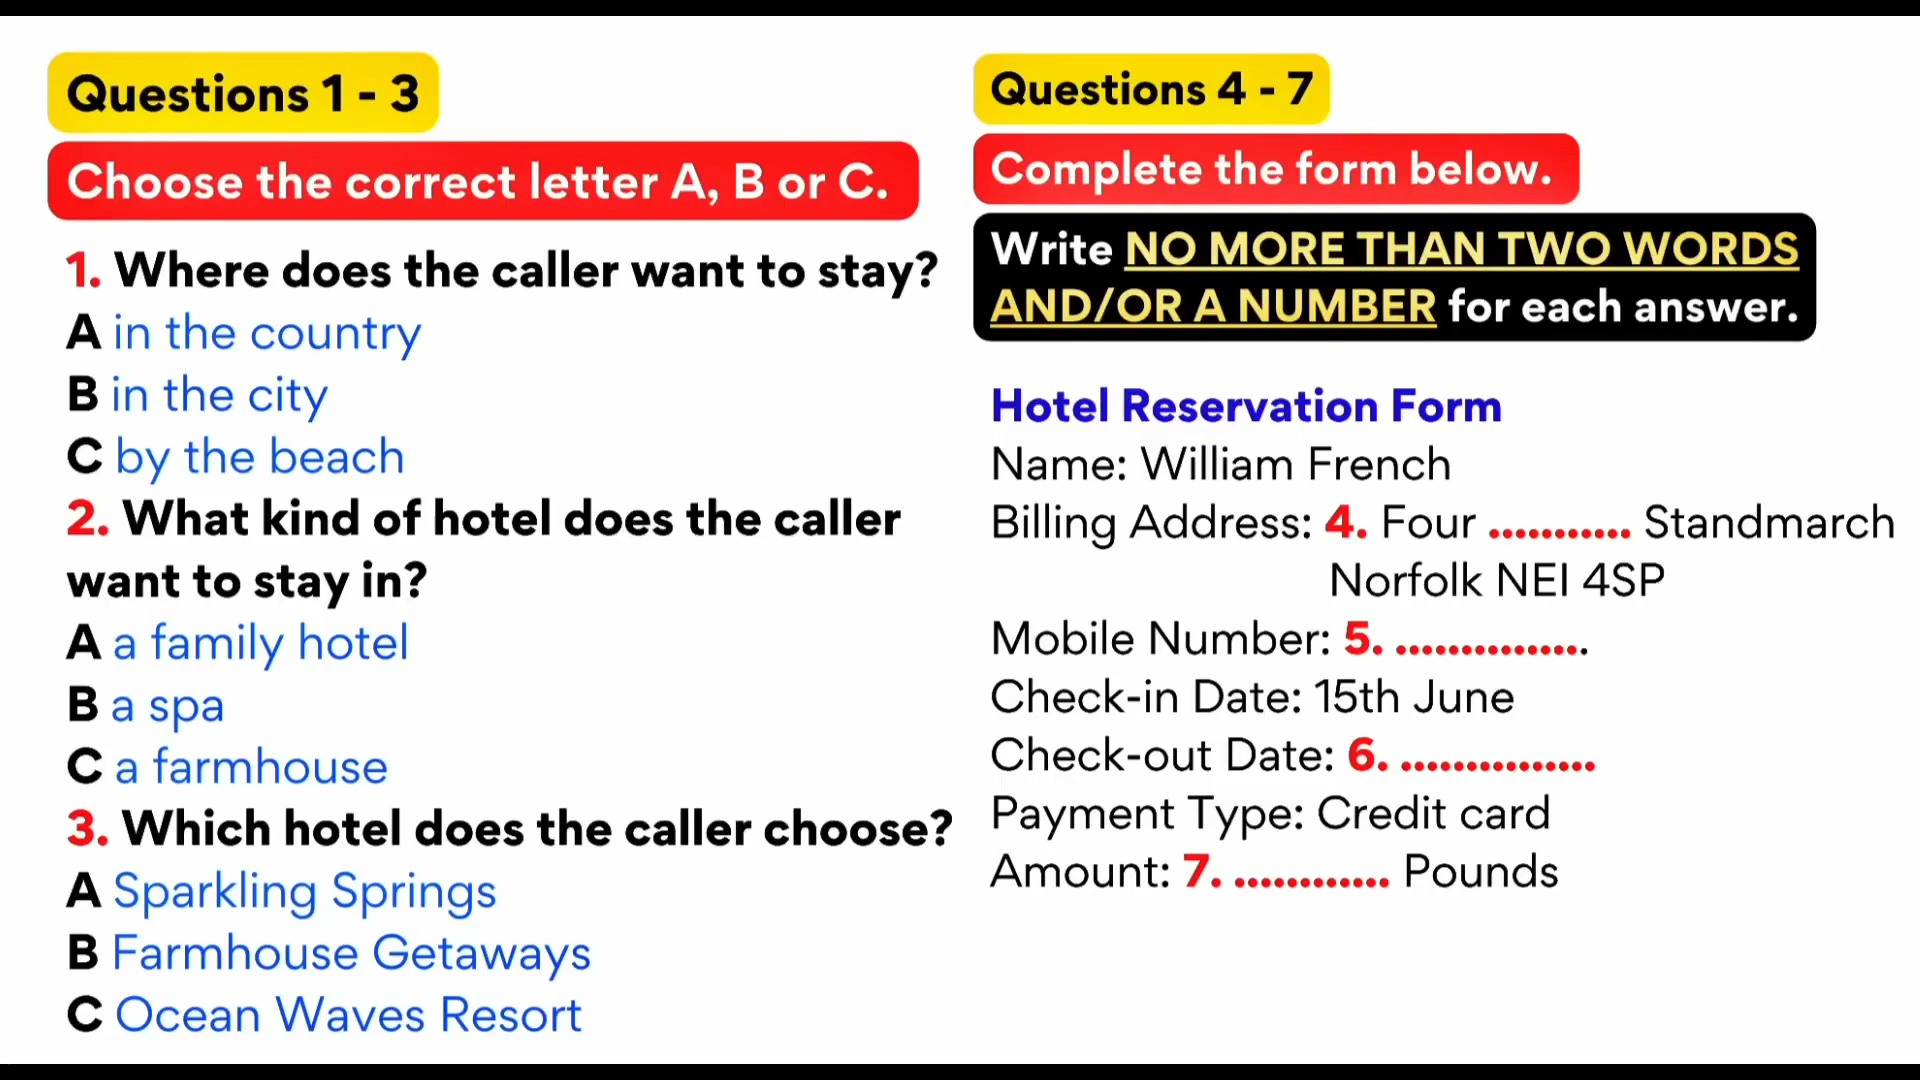 Questions 1 - 3
Choose the correct letter A, B or C.
1. Where does the caller want to stay?
A in the country
B in the city
C by the beach
2. What kind of hotel does the caller
want to stay in?
A a family hotel
B a spa
C a farmhouse
3. Which hotel does the caller choose?
A Sparkling Springs
B Farmhouse Getaways
C Ocean Waves Resort
Questions 4 - 7
Complete the form below.
Write NO MORE THAN TWO WORDS
AND/OR A NUMBER for each answer.
Hotel Reservation Form
Name: William French
Billing Address: 4. Four ........... Standmarch
Norfolk NEI 4SP
Mobile Number: 5. ...............
Check-in Date: 15th June
Check-out Date: 6. ...............
Payment Type: Credit card
Amount: 7. ............ Pounds